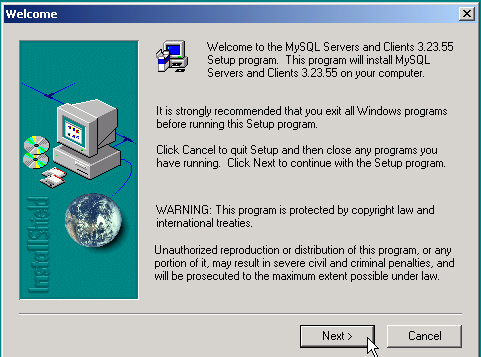 Welcome
Welcome to the MySQL Servers and Clients 3.23.55
Setup program. This program will install MySQL
Servers and Clients 3.23.55 on your computer.
It is strongly recommended that you exit all Windows programs
before running this Setup program.
Click Cancel to quit Setup and then close any programs you
have running. Click Next to continue with the Setup program.
WARNING: This program is protected by copyright law and
international treaties.
Unauthorized reproduction or distribution of this program, or any
portion of it, may result in severe civil and criminal penalties, and
will be prosecuted to the maximum extent possible under law.
InstallShield
Next >
Cancel